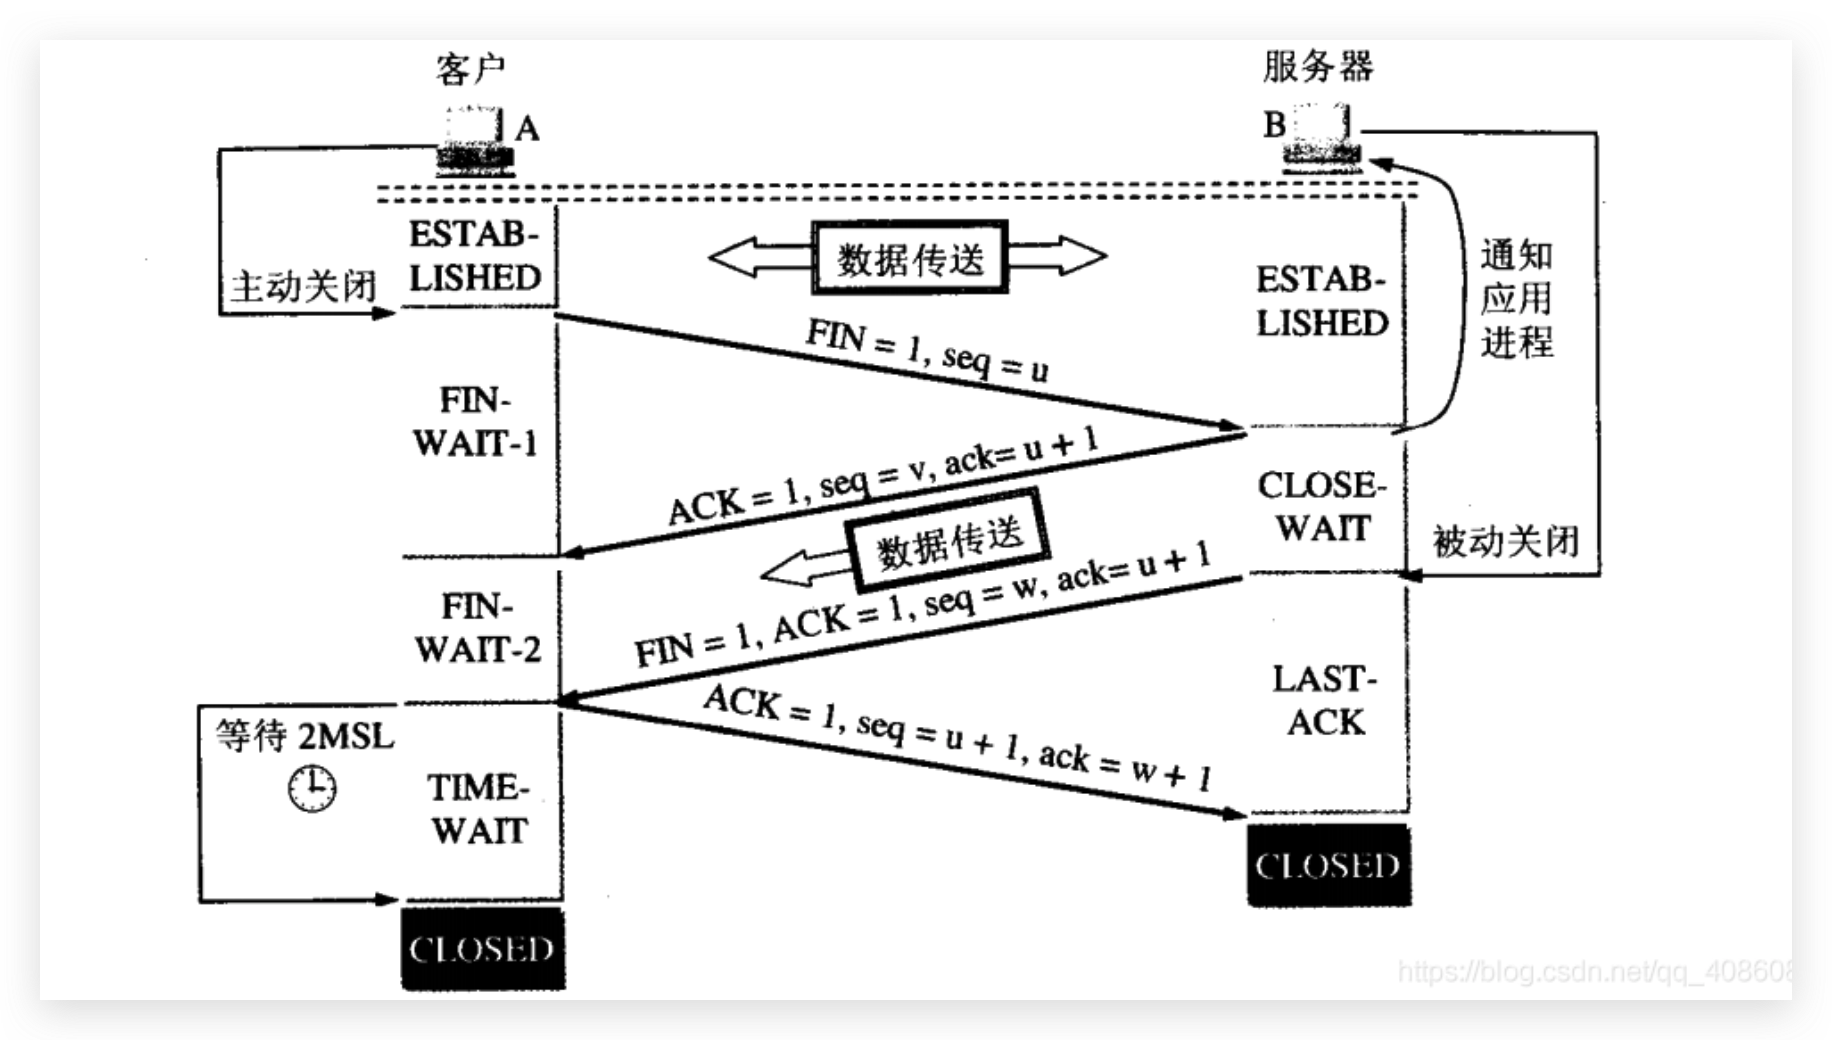 客户
服务器
A
B
ESTAB-
LISHED
主动关闭
数据传送
ESTAB-
LISHED
通知
应用
进程
FIN = 1, seq = u
FIN-
WAIT-1
ACK = 1, seq = v, ack= u + 1
CLOSE-
WAIT
数据传送
被动关闭
FIN-
WAIT-2
FIN = 1, ACK = 1, seq = w, ack= u + 1
LAST-
ACK
ACK = 1, seq = u + 1, ack = w + 1
等待 2MSL
TIME-
WAIT
CLOSED
CLOSED
https://blog.csdn.net/qq_40860